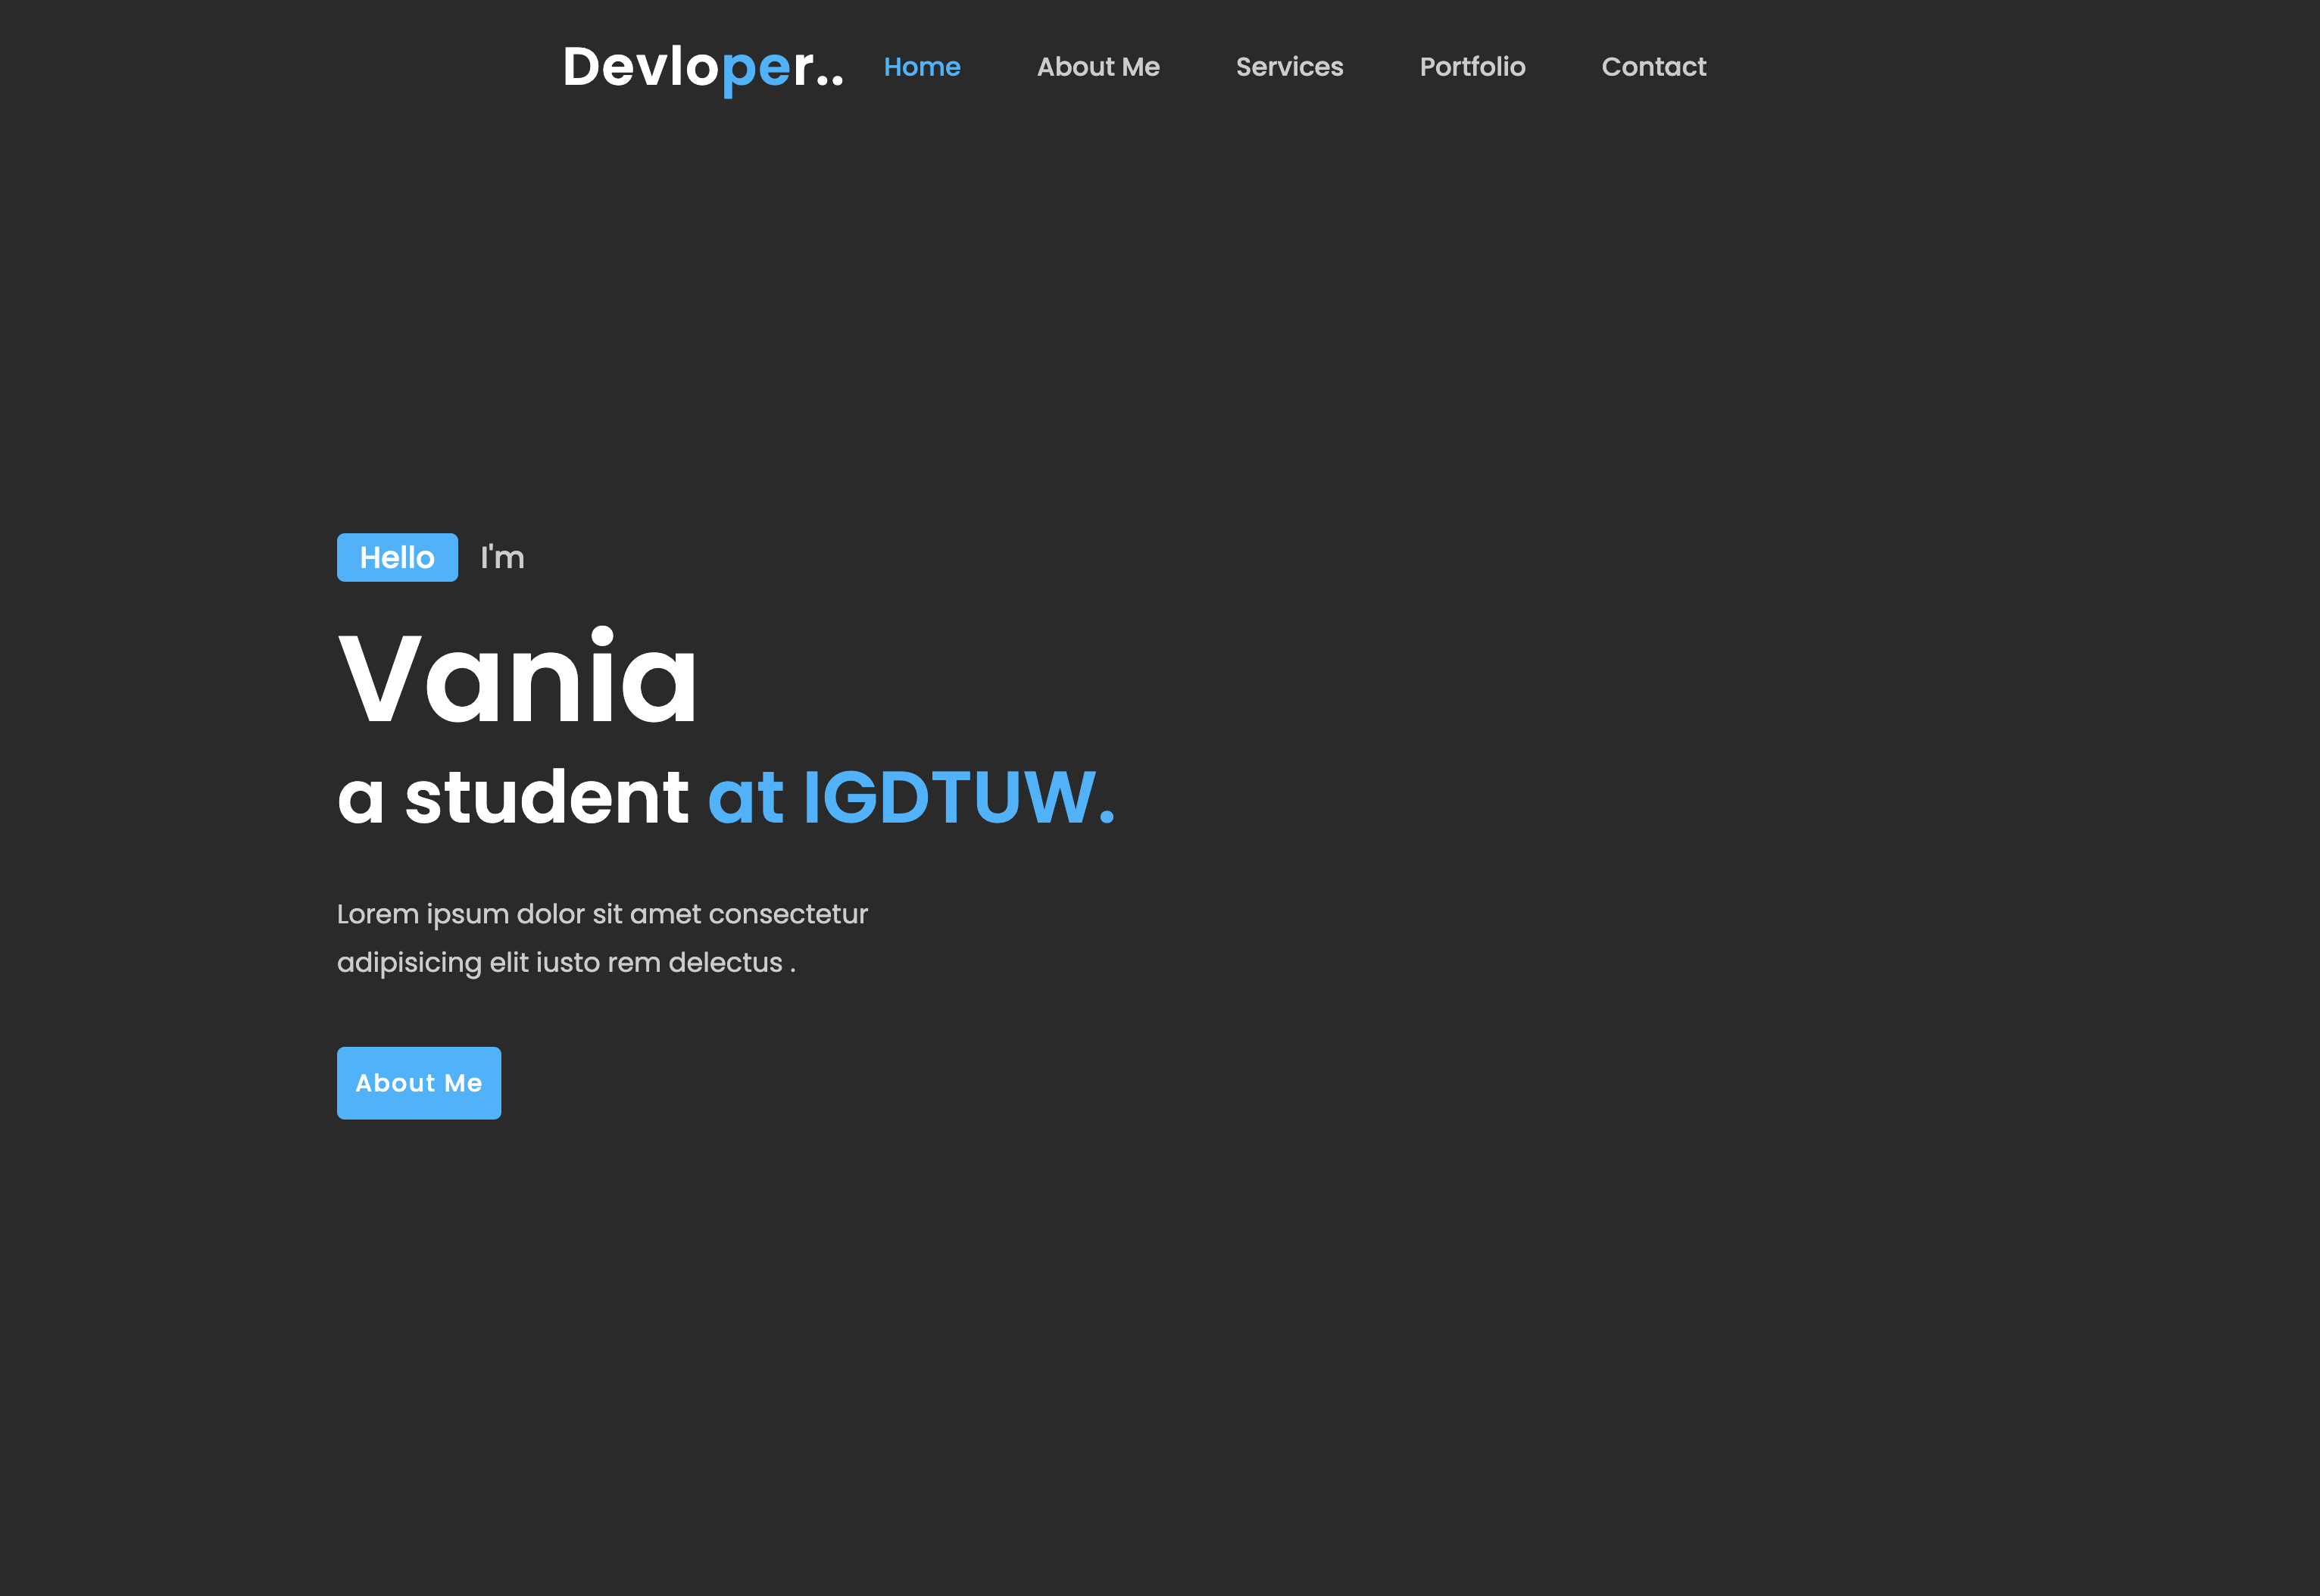 Devloper.. Home About Me Services Portfolio Contact
Hello I'm
Vania
a student at IGDTUW.
Lorem ipsum dolor sit amet consectetur
adipisicing elit iusto rem delectus .
About Me